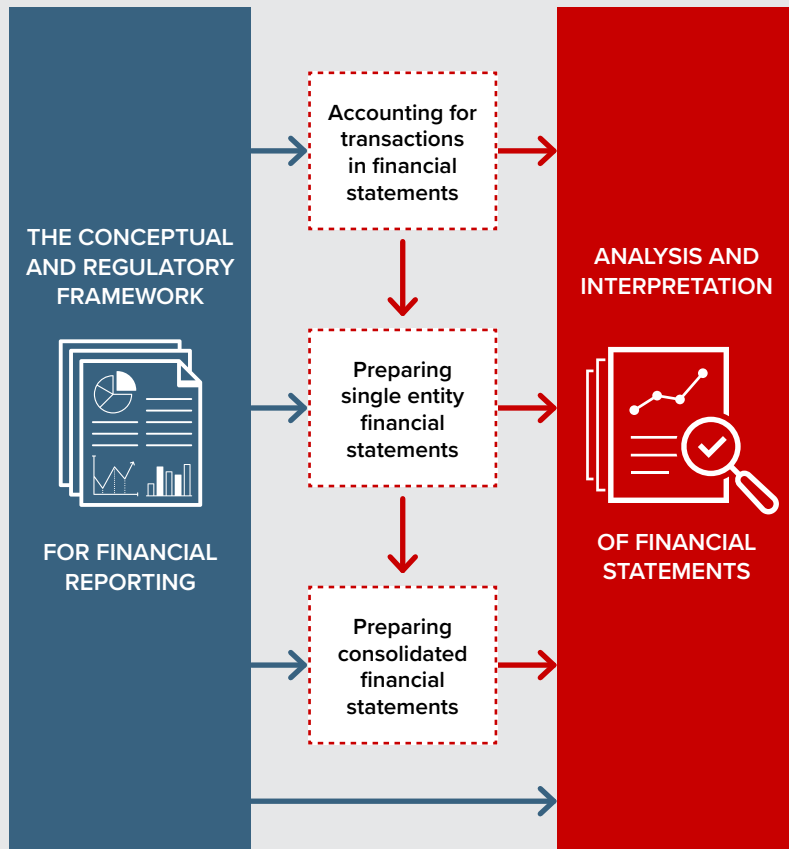 THE CONCEPTUAL
AND REGULATORY
FRAMEWORK
FOR FINANCIAL
REPORTING
Accounting for
transactions
in financial
statements
Preparing
single entity
financial
statements
Preparing
consolidated
financial
statements
ANALYSIS AND
INTERPRETATION
OF FINANCIAL
STATEMENTS